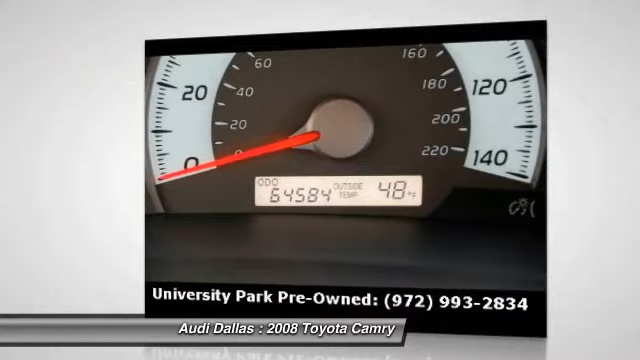 60 160
20 40 180 120
20 200
0 0 220 140
ODO 64584 OUTSIDE TEMP 48°F
University Park Pre-Owned: (972) 993-2834
Audi Dallas : 2008 Toyota Camry